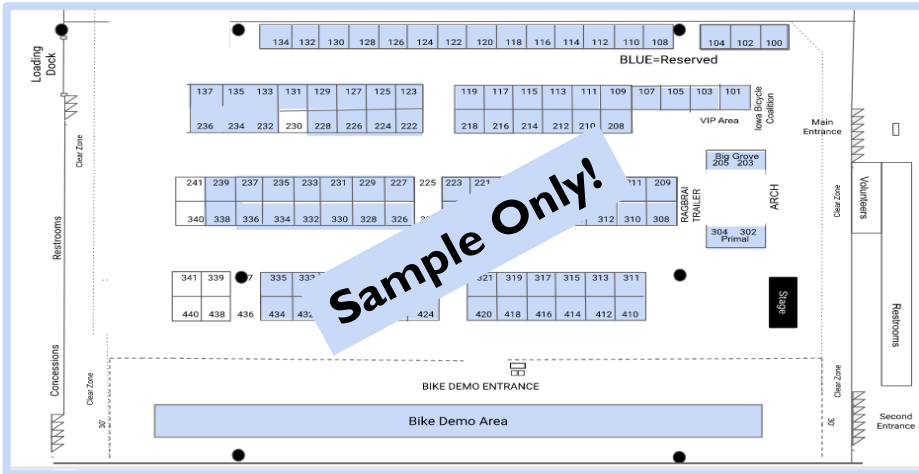 134 132 130 128 126 124 122 120 118 116 114 112 110 108
104 102 100
BLUE=Reserved
Loading
Dock
137 135 133 131 129 127 125 123
119 117 115 113 111 109 107 105 103 101
236 234 232 230 228 226 224 222
218 216 214 212 210 208
VIP Area
Iowa Bicycle
Coalition
Main
Entrance
Clear Zone
Big Grove
205 203
241 239 237 235 233 231 229 227 225 223 221
211 209
340 338 336 334 332 330 328 326
312 310 308
RAGBRAI
TRAILER
ARCH
304 302
Primal
Clear Zone
Volunteers
Restrooms
Sample Only!
341 339 335
321 319 317 315 313 311
440 438 436 434
424 420 418 416 414 412 410
Stage
Restrooms
Concessions
Clear Zone
30'
BIKE DEMO ENTRANCE
Bike Demo Area
Clear Zone
30'
Second
Entrance